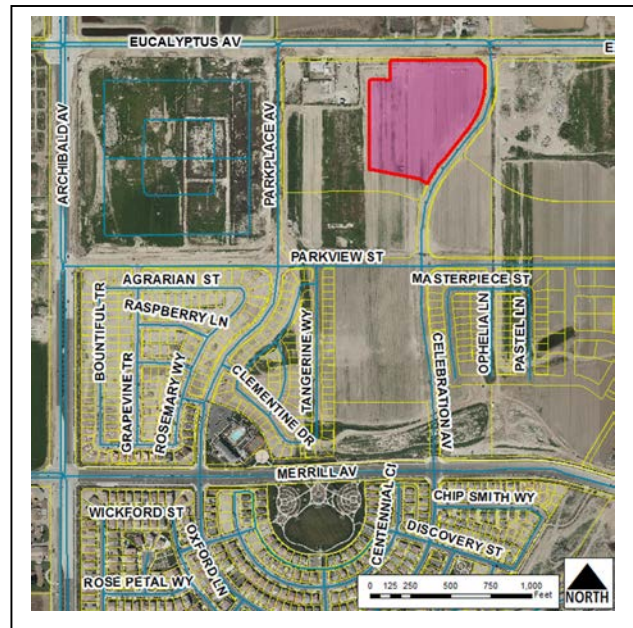 EUCALYPTUS AV
E
ARCHIBALD AV
PARKPLACE AV
PARKVIEW ST
AGRARIAN ST
MASTERPIECE ST
RASPBERRY LN
BOUNTIFUL TR
GRAPEVINE TR
ROSEMARY WY
CLEMENTINE DR
TANGERINE WY
CELEBRATION AV
OPHELIA LN
PASTEL LN
MERRILL AV
CENTENNIAL CI
CHIP SMITH WY
WICKFORD ST
OXFORD LN
DISCOVERY ST
ROSE PETAL WY
0 125 250 500 750 1,000
Feet
NORTH